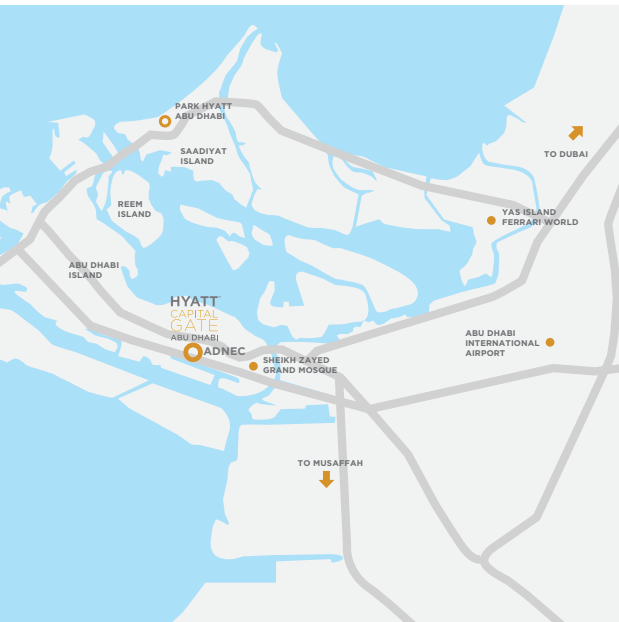 PARK HYATT
ABU DHABI
SAADIYAT
ISLAND
TO DUBAI
REEM
ISLAND
YAS ISLAND
FERRARI WORLD
ABU DHABI
ISLAND
HYATT
CAPITAL
GATE
ABU DHABI
ADNEC
ABU DHABI
INTERNATIONAL
AIRPORT
SHEIKH ZAYED
GRAND MOSQUE
TO MUSAFFAH